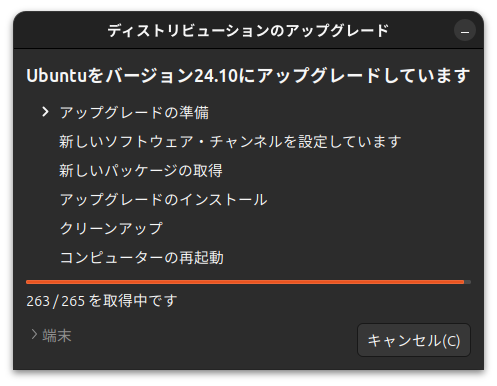 ディストリビューションのアップグレード
Ubuntuをバージョン24.10にアップグレードしています
アップグレードの準備
新しいソフトウェア・チャンネルを設定しています
新しいパッケージの取得
アップグレードのインストール
クリーンアップ
コンピューターの再起動
263 / 265 を取得中です
端末
キャンセル(C)